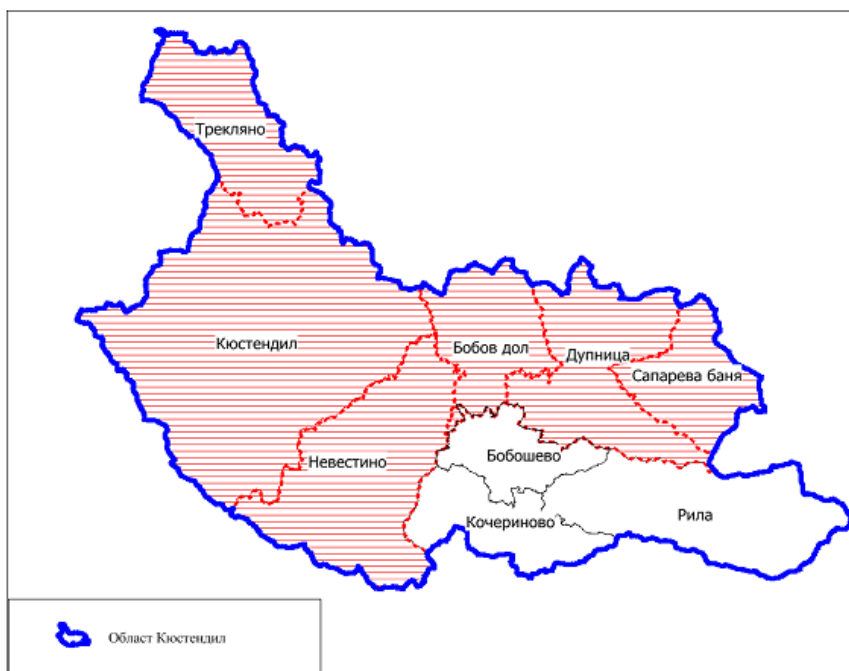 Трекляно
Кюстендил
Бобов дол
Дупница
Сапарева баня
Невестино
Бобошево
Кочериново
Рила
Област Кюстендил